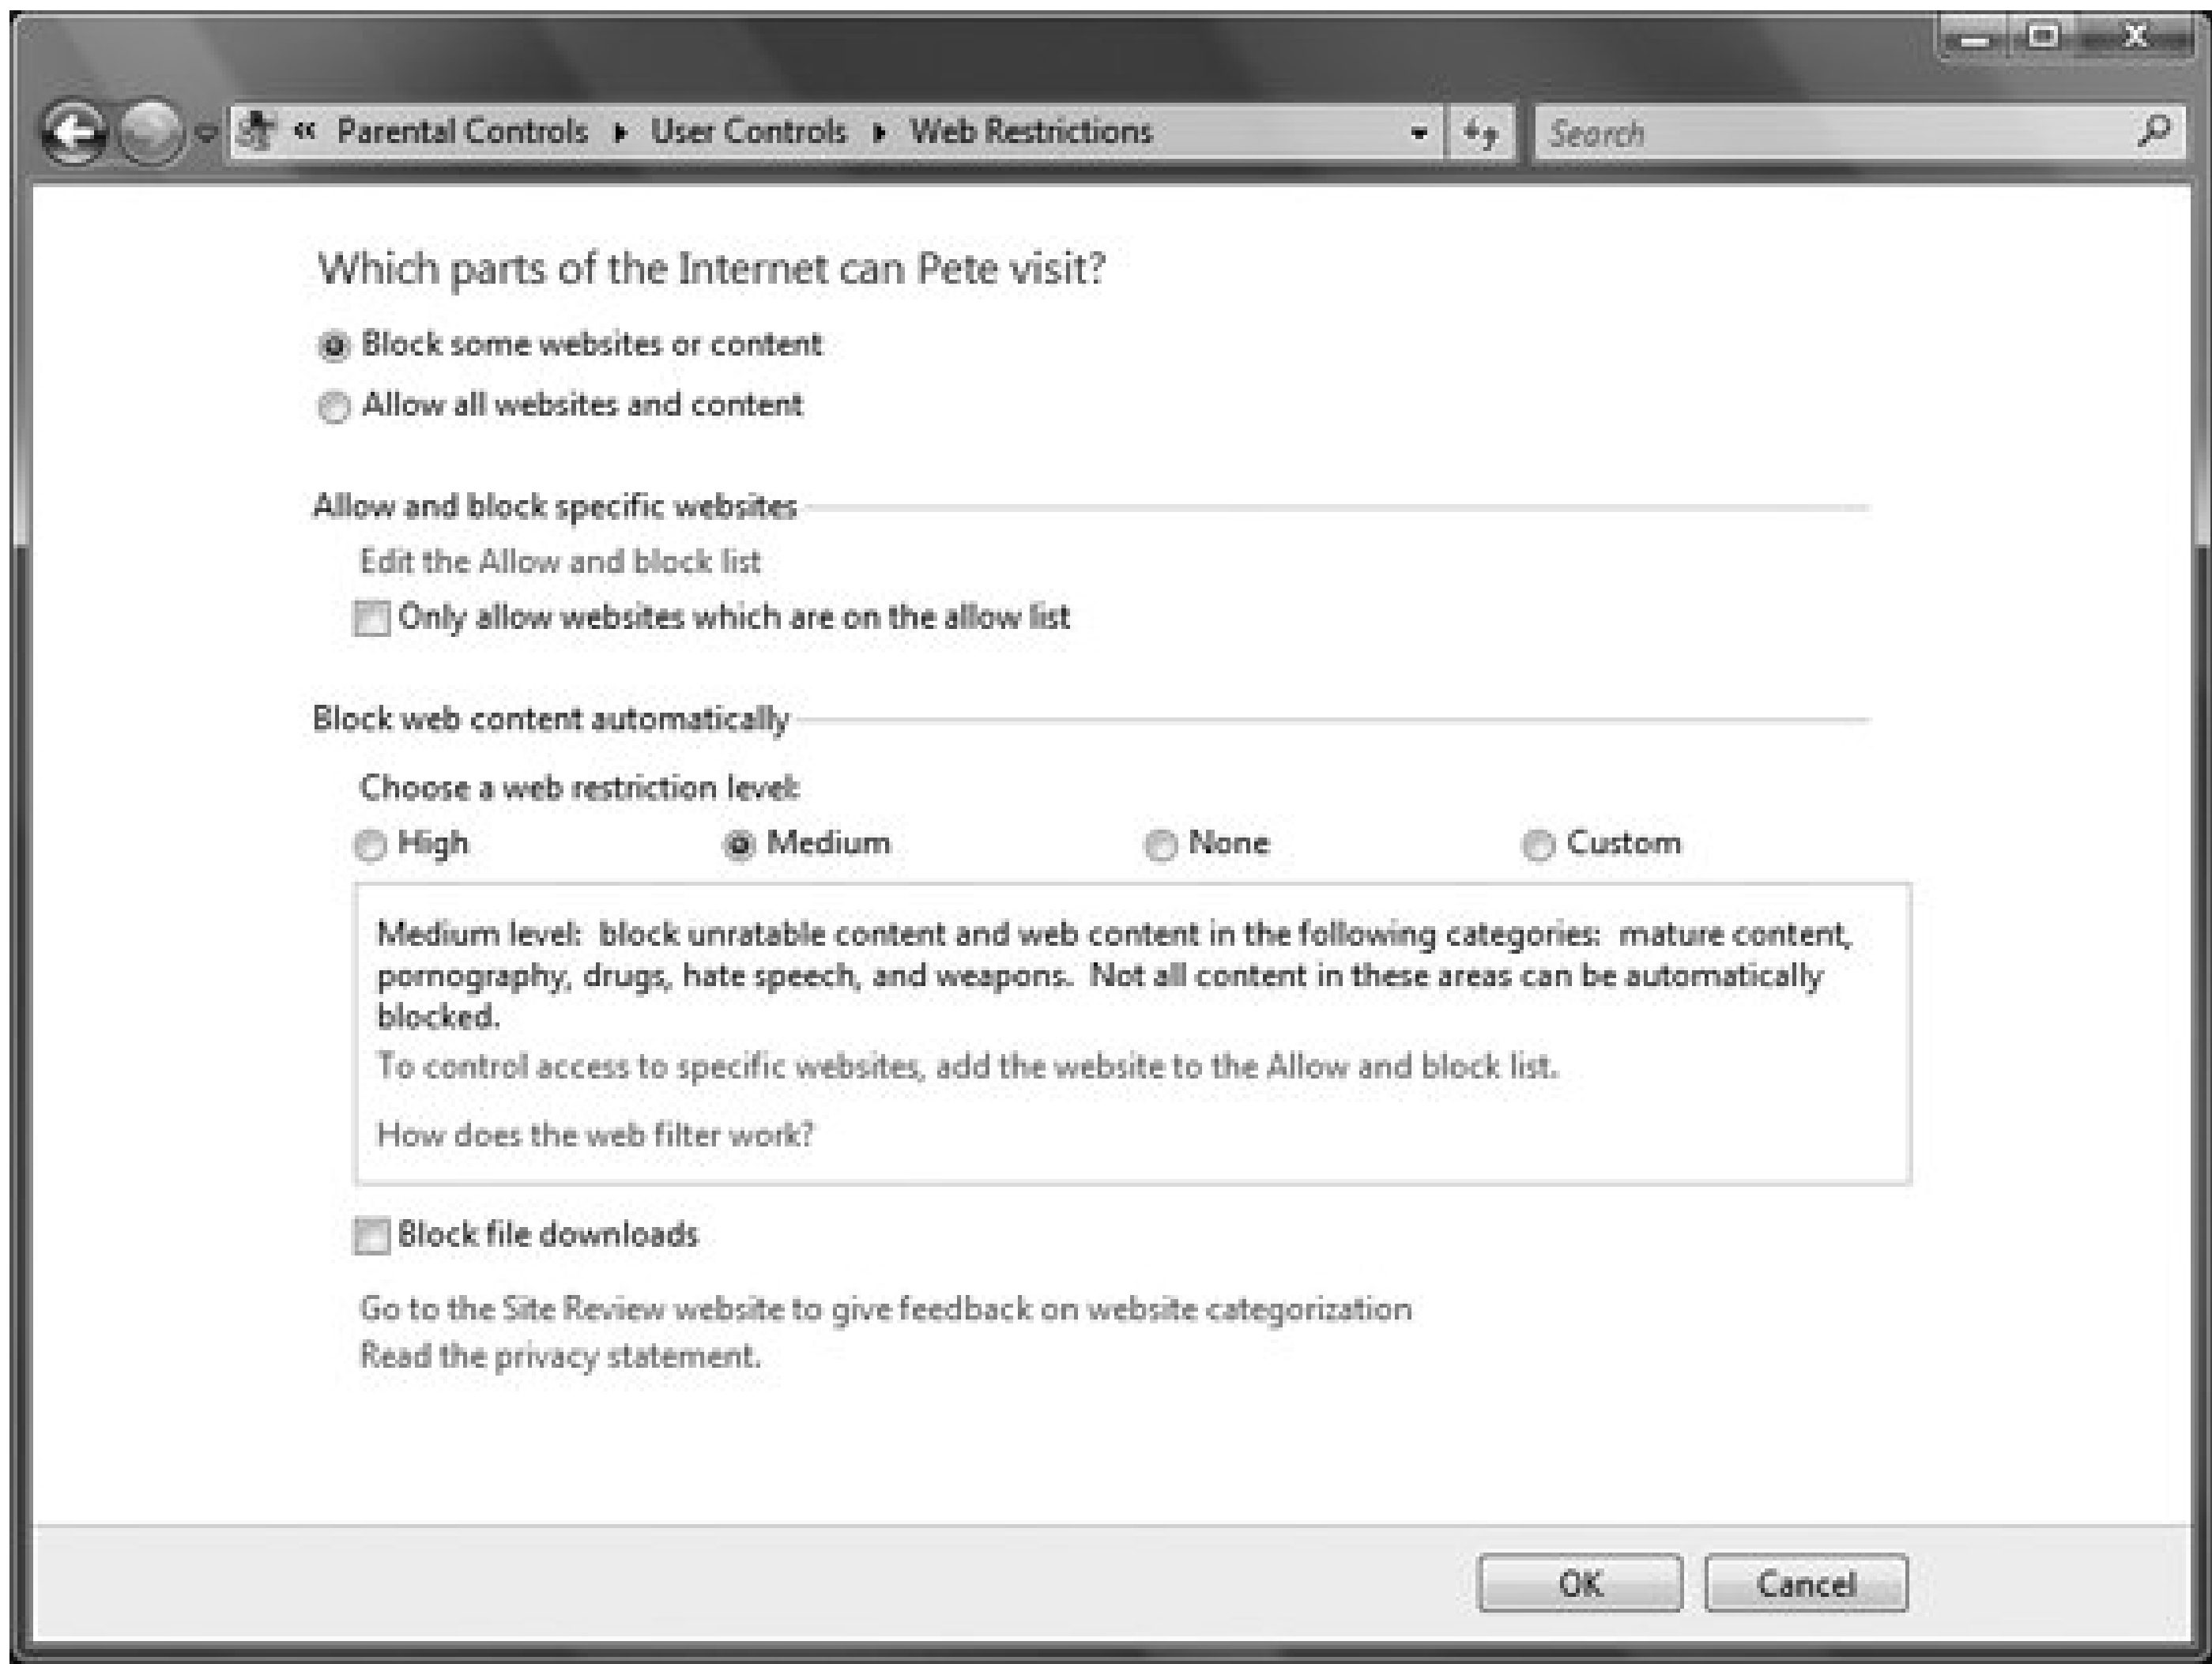 « Parental Controls ▸ User Controls ▸ Web Restrictions
Search
Which parts of the Internet can Pete visit?
Block some websites or content
Allow all websites and content
Allow and block specific websites
Edit the Allow and block list
Only allow websites which are on the allow list
Block web content automatically
Choose a web restriction level:
High Medium None Custom
Medium level: block unratable content and web content in the following categories: mature content,
pornography, drugs, hate speech, and weapons. Not all content in these areas can be automatically
blocked.
To control access to specific websites, add the website to the Allow and block list.
How does the web filter work?
Block file downloads
Go to the Site Review website to give feedback on website categorization
Read the privacy statement.
OK Cancel